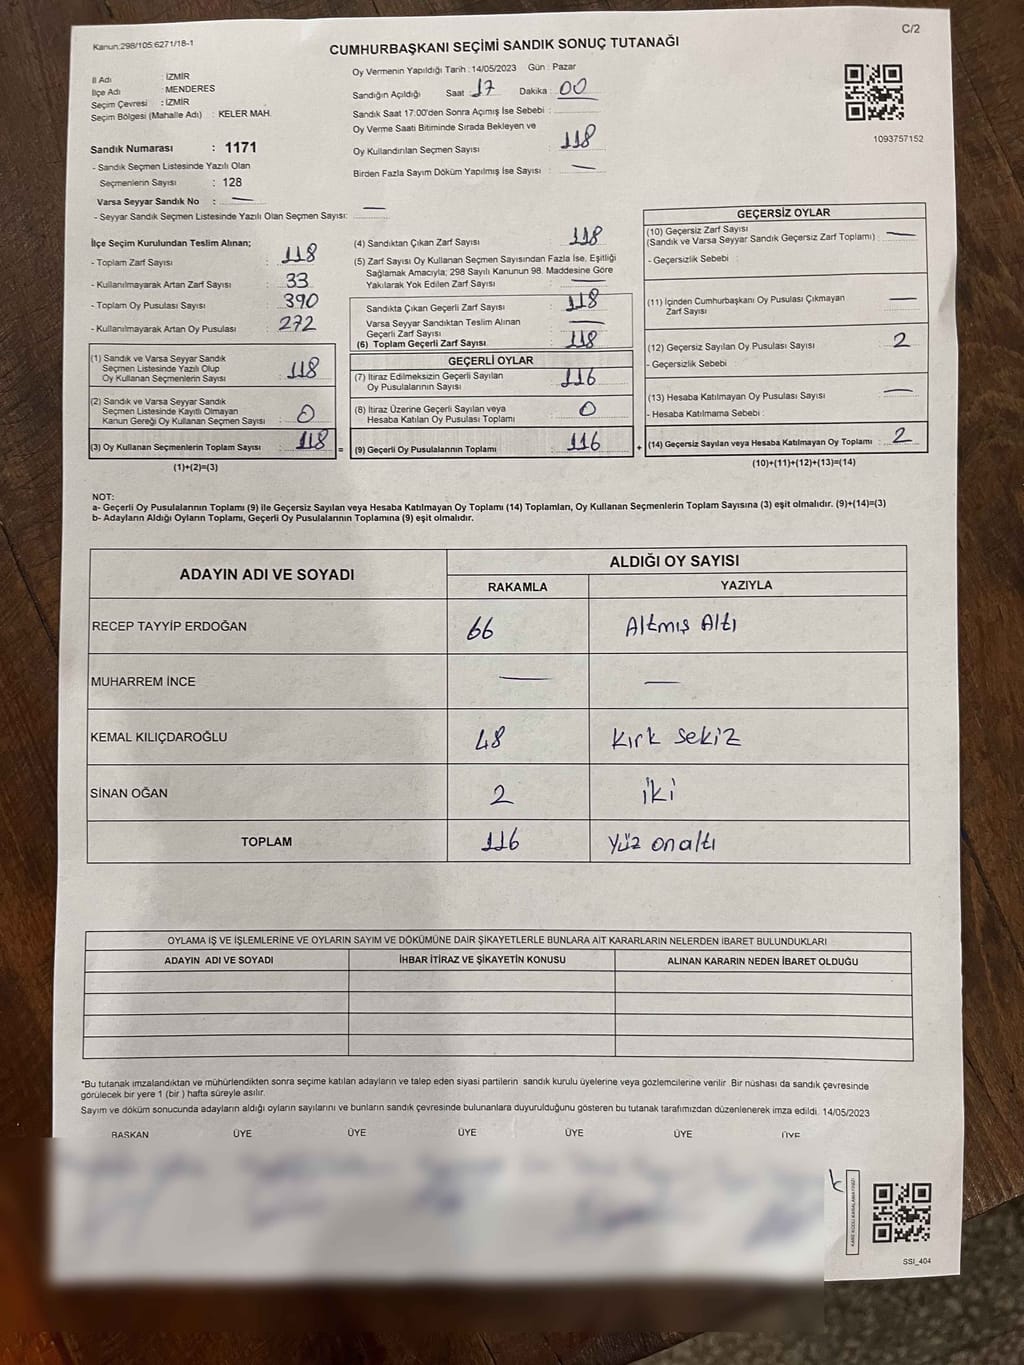 Kanun:298/105:6271/18-1
C/2
CUMHURBAŞKANI SEÇİMİ SANDIK SONUÇ TUTANAĞI
İl Adı : İZMİR
İlçe Adı : MENDERES
Seçim Çevresi : İZMİR
Seçim Bölgesi (Mahalle Adı) : KELER MAH.
Sandık Numarası : 1171
- Sandık Seçmen Listesinde Yazılı Olan
Seçmenlerin Sayısı : 128
Varsa Seyyar Sandık No : —
- Seyyar Sandık Seçmen Listesinde Yazılı Olan Seçmen Sayısı: —
Oy Vermenin Yapıldığı Tarih : 14/05/2023 Gün : Pazar
Sandığın Açıldığı Saat : 17 Dakika : 00
Sandık Saat 17:00'den Sonra Açımış İse Sebebi :
Oy Verme Saati Bitiminde Sırada Bekleyen ve
Oy Kullandırılan Seçmen Sayısı : 118
Birden Fazla Sayım Döküm Yapılmış İse Sayısı : —
1093757152
İlçe Seçim Kurulundan Teslim Alınan;
- Toplam Zarf Sayısı : 118
- Kullanılmayarak Artan Zarf Sayısı : 33
- Toplam Oy Pusulası Sayısı : 390
- Kullanılmayarak Artan Oy Pusulası : 272
(1) Sandık ve Varsa Seyyar Sandık
Seçmen Listesinde Yazılı Olup
Oy Kullanan Seçmenlerin Sayısı : 118
(2) Sandık ve Varsa Seyyar Sandık
Seçmen Listesinde Kayıtlı Olmayan
Kanun Gereği Oy Kullanan Seçmen Sayısı : 0
(3) Oy Kullanan Seçmenlerin Toplam Sayısı : 118 =
(1)+(2)=(3)
(4) Sandıktan Çıkan Zarf Sayısı : 118
(5) Zarf Sayısı Oy Kullanan Seçmen Sayısından Fazla İse, Eşitliği
Sağlamak Amacıyla; 298 Sayılı Kanunun 98. Maddesine Göre
Yakılarak Yok Edilen Zarf Sayısı : —
Sandıkta Çıkan Geçerli Zarf Sayısı : 118
Varsa Seyyar Sandıktan Teslim Alınan
Geçerli Zarf Sayısı : —
(6) Toplam Geçerli Zarf Sayısı : 118
GEÇERLİ OYLAR
(7) İtiraz Edilmeksizin Geçerli Sayılan
Oy Pusulalarının Sayısı : 116
(8) İtiraz Üzerine Geçerli Sayılan veya
Hesaba Katılan Oy Pusulası Toplamı : 0
(9) Geçerli Oy Pusulalarının Toplamı : 116 +
GEÇERSİZ OYLAR
(10) Geçersiz Zarf Sayısı
(Sandık ve Varsa Seyyar Sandık Geçersiz Zarf Toplamı) : —
- Geçersizlik Sebebi :
(11) İçinden Cumhurbaşkanı Oy Pusulası Çıkmayan
Zarf Sayısı : —
(12) Geçersiz Sayılan Oy Pusulası Sayısı : 2
- Geçersizlik Sebebi
(13) Hesaba Katılmayan Oy Pusulası Sayısı : —
- Hesaba Katılmama Sebebi :
(14) Geçersiz Sayılan veya Hesaba Katılmayan Oy Toplamı : 2
(10)+(11)+(12)+(13)=(14)
NOT:
a- Geçerli Oy Pusulalarının Toplamı (9) ile Geçersiz Sayılan veya Hesaba Katılmayan Oy Toplamı (14) Toplamları, Oy Kullanan Seçmenlerin Toplam Sayısına (3) eşit olmalıdır. (9)+(14)=(3)
b- Adayların Aldığı Oyların Toplamı, Geçerli Oy Pusulalarının Toplamına (9) eşit olmalıdır.
ADAYIN ADI VE SOYADI
ALDIĞI OY SAYISI
RAKAMLA YAZIYLA
RECEP TAYYİP ERDOĞAN 66 Altmış Altı
MUHARREM İNCE — —
KEMAL KILIÇDAROĞLU 48 Kırk sekiz
SİNAN OĞAN 2 iki
TOPLAM 116 Yüz onaltı
OYLAMA İŞ VE İŞLEMLERİNE VE OYLARIN SAYIM VE DÖKÜMÜNE DAİR ŞİKAYETLERLE BUNLARA AİT KARARLARIN NELERDEN İBARET BULUNDUKLARI
ADAYIN ADI VE SOYADI İHBAR İTİRAZ VE ŞİKAYETİN KONUSU ALINAN KARARIN NEDEN İBARET OLDUĞU
*Bu tutanak imzalandıktan ve mühürlendikten sonra seçime katılan adayların ve talep eden siyasi partilerin sandık kurulu üyelerine veya gözlemcilerine verilir .Bir nüshası da sandık çevresinde
görülecek bir yere 1 (bir ) hafta süreyle asılır.
Sayım ve döküm sonucunda adayların aldığı oyların sayılarını ve bunların sandık çevresinde bulunanlara duyurulduğunu gösteren bu tutanak tarafımızdan düzenlenerek imza edildi. 14/05/2023
BAŞKAN ÜYE ÜYE ÜYE ÜYE ÜYE ÜYE
SSI_404